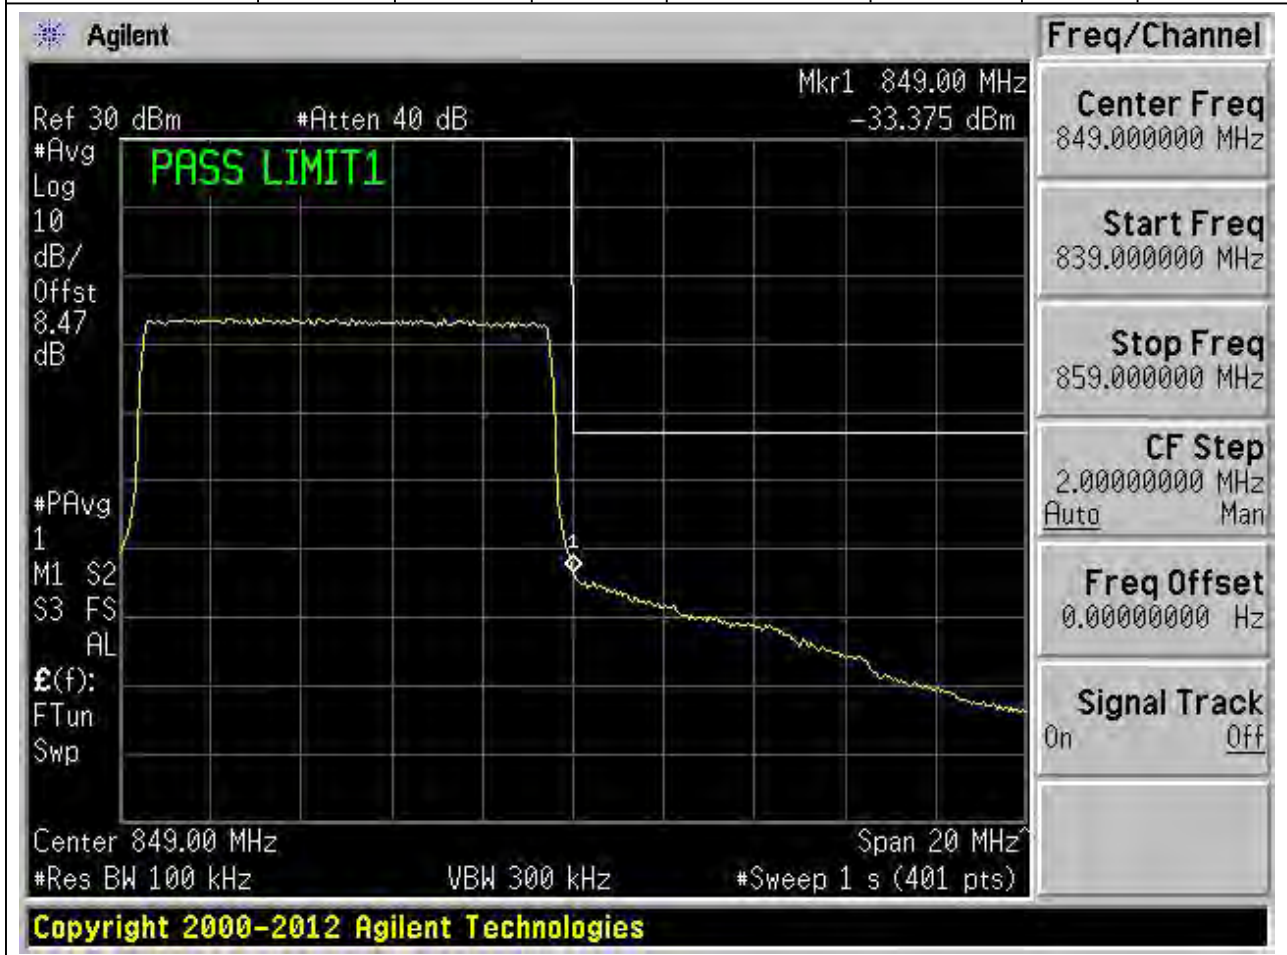 Agilent
Freq/Channel
Mkr1 849.00 MHz
Ref 30 dBm #Atten 40 dB -33.375 dBm
#Avg
Log
10
dB/
Offst
8.47
dB
PASS LIMIT1
1
#PAvg
1
M1 S2
S3 FS
AL
£(f):
FTun
Swp
Center 849.00 MHz Span 20 MHz^
#Res BW 100 kHz VBW 300 kHz #Sweep 1 s (401 pts)
Center Freq
849.000000 MHz
Start Freq
839.000000 MHz
Stop Freq
859.000000 MHz
CF Step
2.00000000 MHz
Auto Man
Freq Offset
0.00000000 Hz
Signal Track
On Off
Copyright 2000-2012 Agilent Technologies